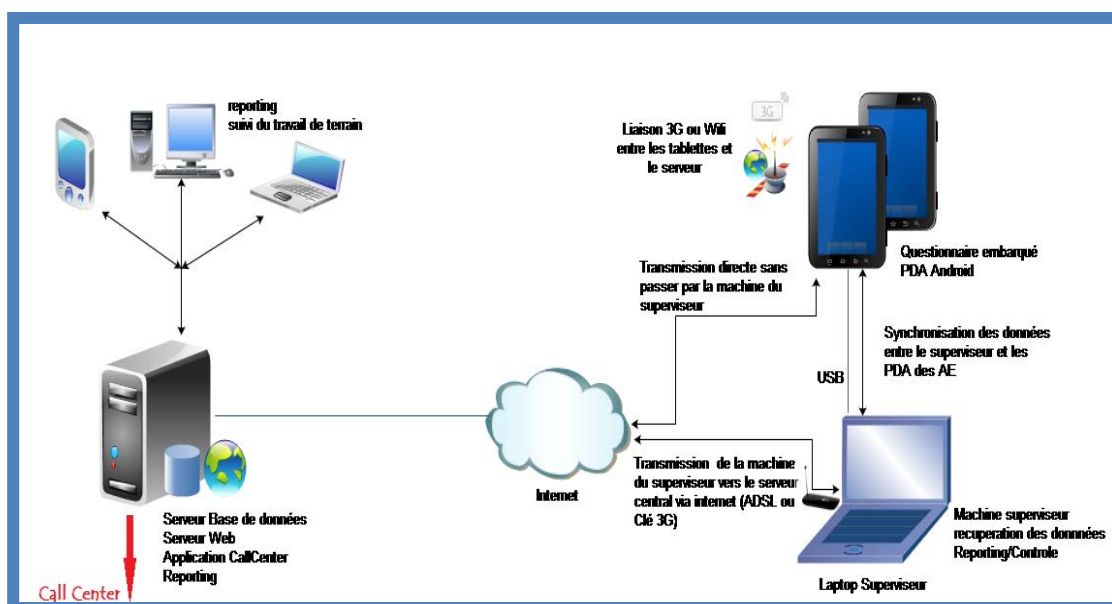 reporting
suivi du travail de terrain
3G
Liaison 3G ou Wifi
entre les tablettes et
le serveur
Questionnaire embarqué
PDA Android
Transmission directe sans
passer par la machine du
superviseur
Synchronisation des données
entre le superviseur et les
PDA des AE
USB
Internet
Transmission de la machine
du superviseur vers le serveur
central via internet (ADSL ou
Clé 3G)
Serveur Base de données
Serveur Web
Application CallCenter
Reporting
Machine superviseur
recuperation des donnnées
Reporting/Controle
Laptop Superviseur
Call Center